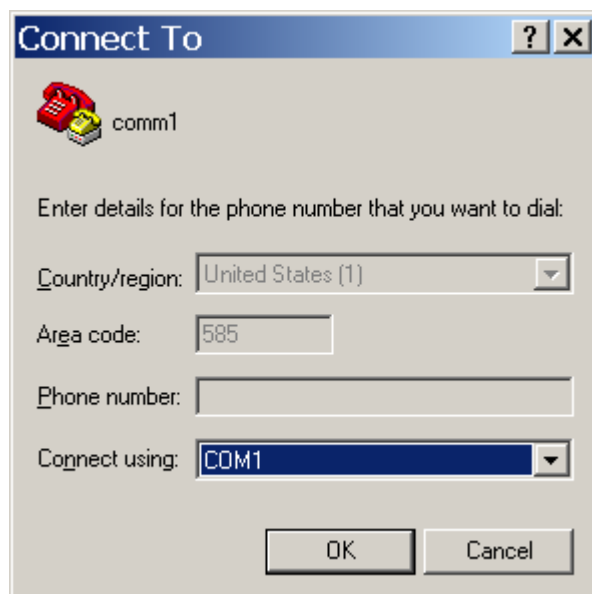 Connect To
comm1
Enter details for the phone number that you want to dial:
Country/region: United States (1)
Area code: 585
Phone number:
Connect using: COM1
OK Cancel